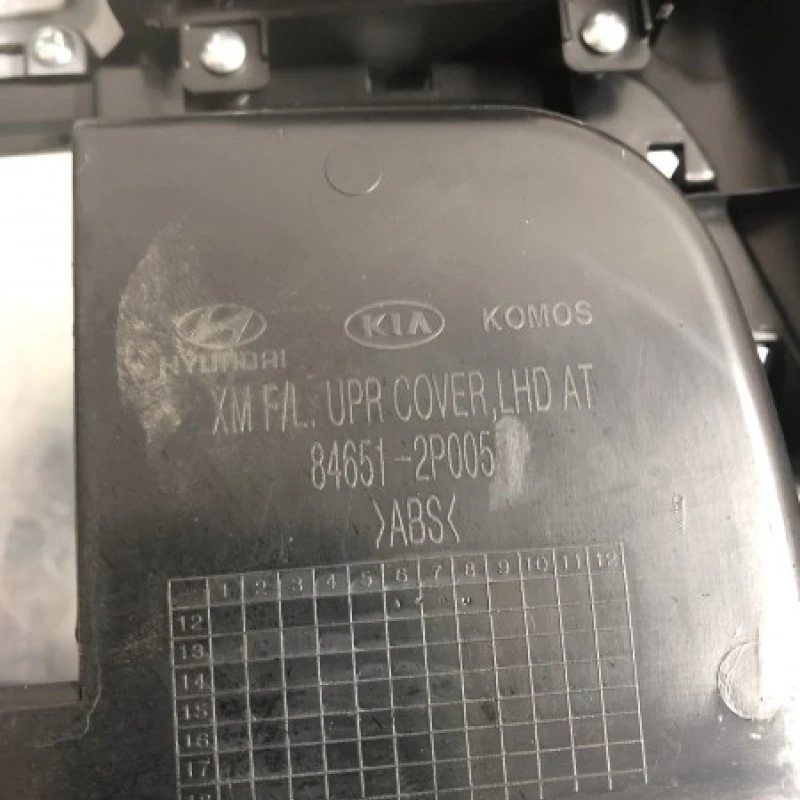 HYUNDAI KIA KOMOS
XM F/L. UPR COVER,LHD AT
84651-2P005
>ABS<
1 2 3 4 5 6 7 8 9 10 11 12
12
13
14
15
16
17
18